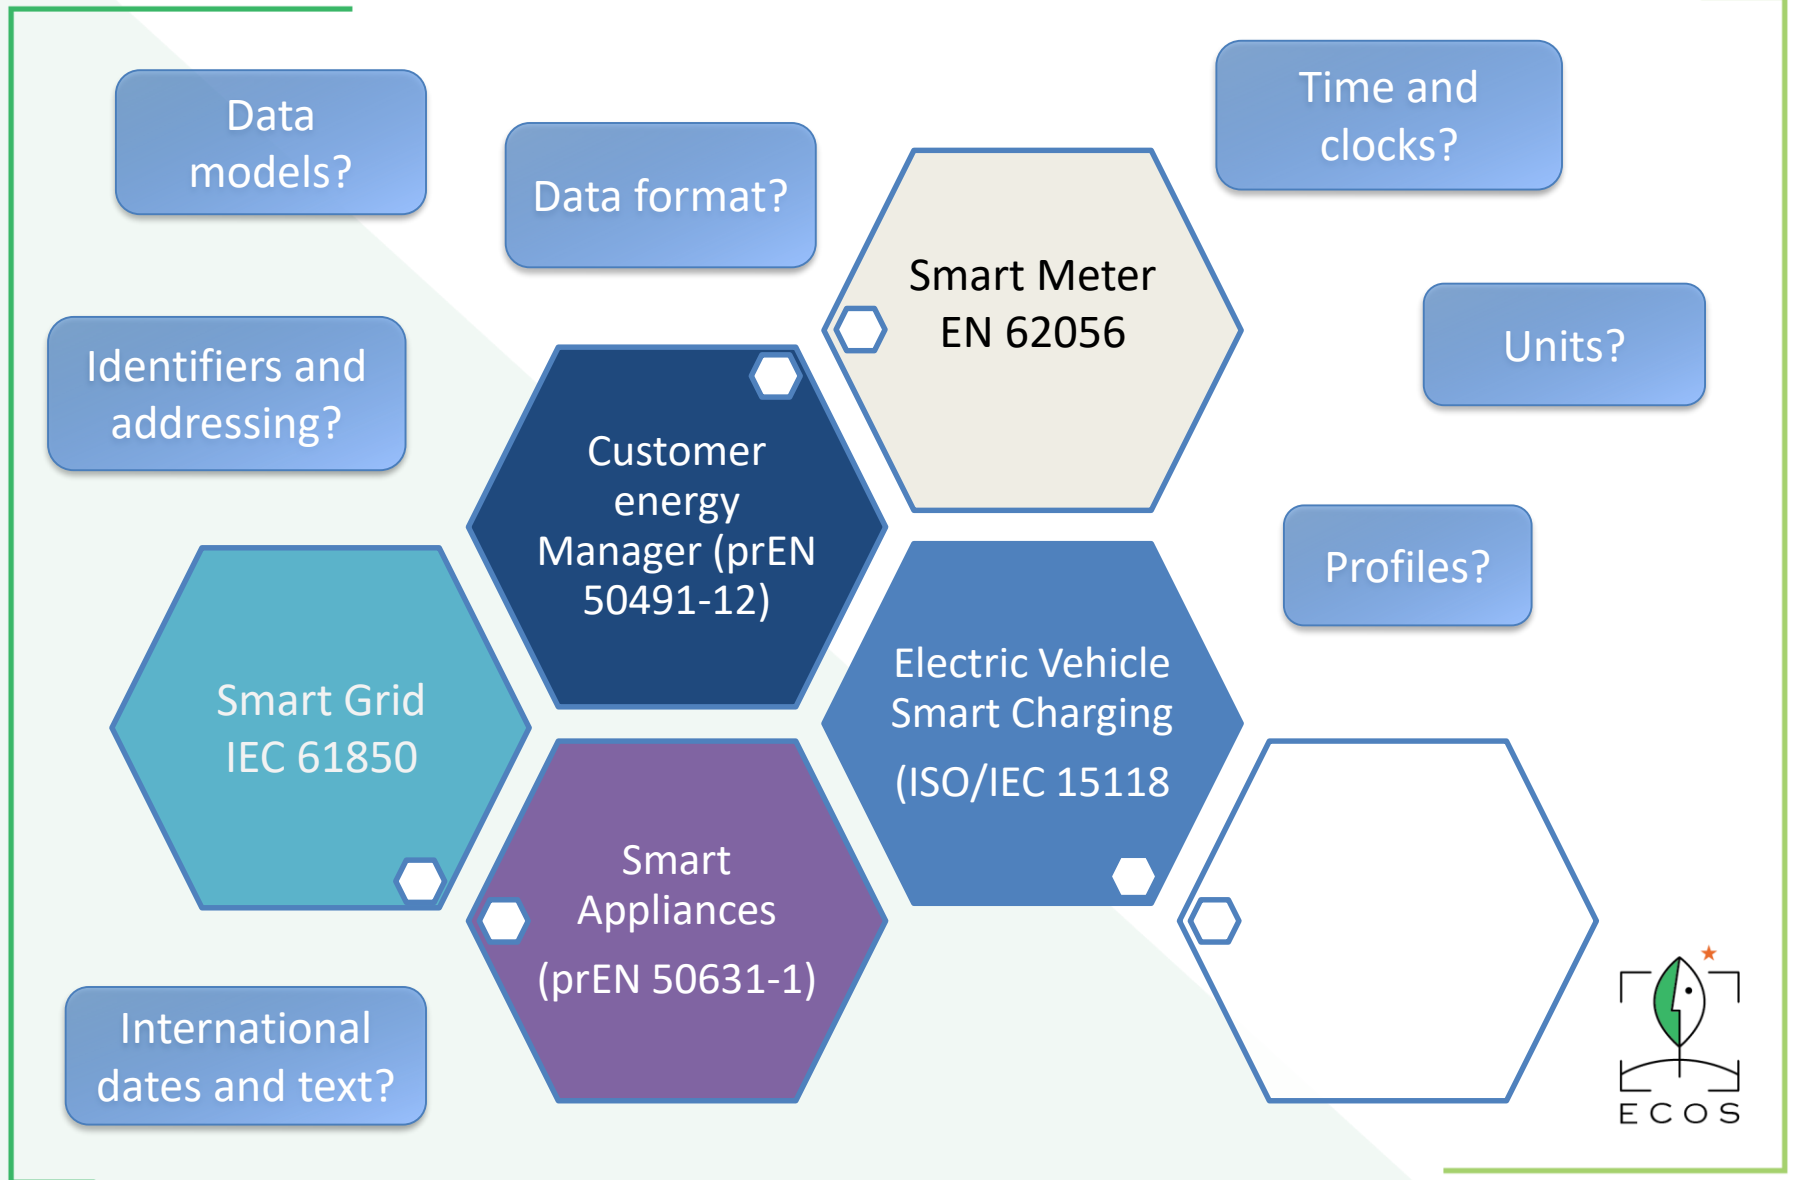 Data
models?
Data format?
Time and
clocks?
Smart Meter
EN 62056
Units?
Identifiers and
addressing?
Customer
energy
Manager (prEN
50491-12)
Profiles?
Smart Grid
IEC 61850
Electric Vehicle
Smart Charging
(ISO/IEC 15118
Smart
Appliances
(prEN 50631-1)
International
dates and text?
ECOS